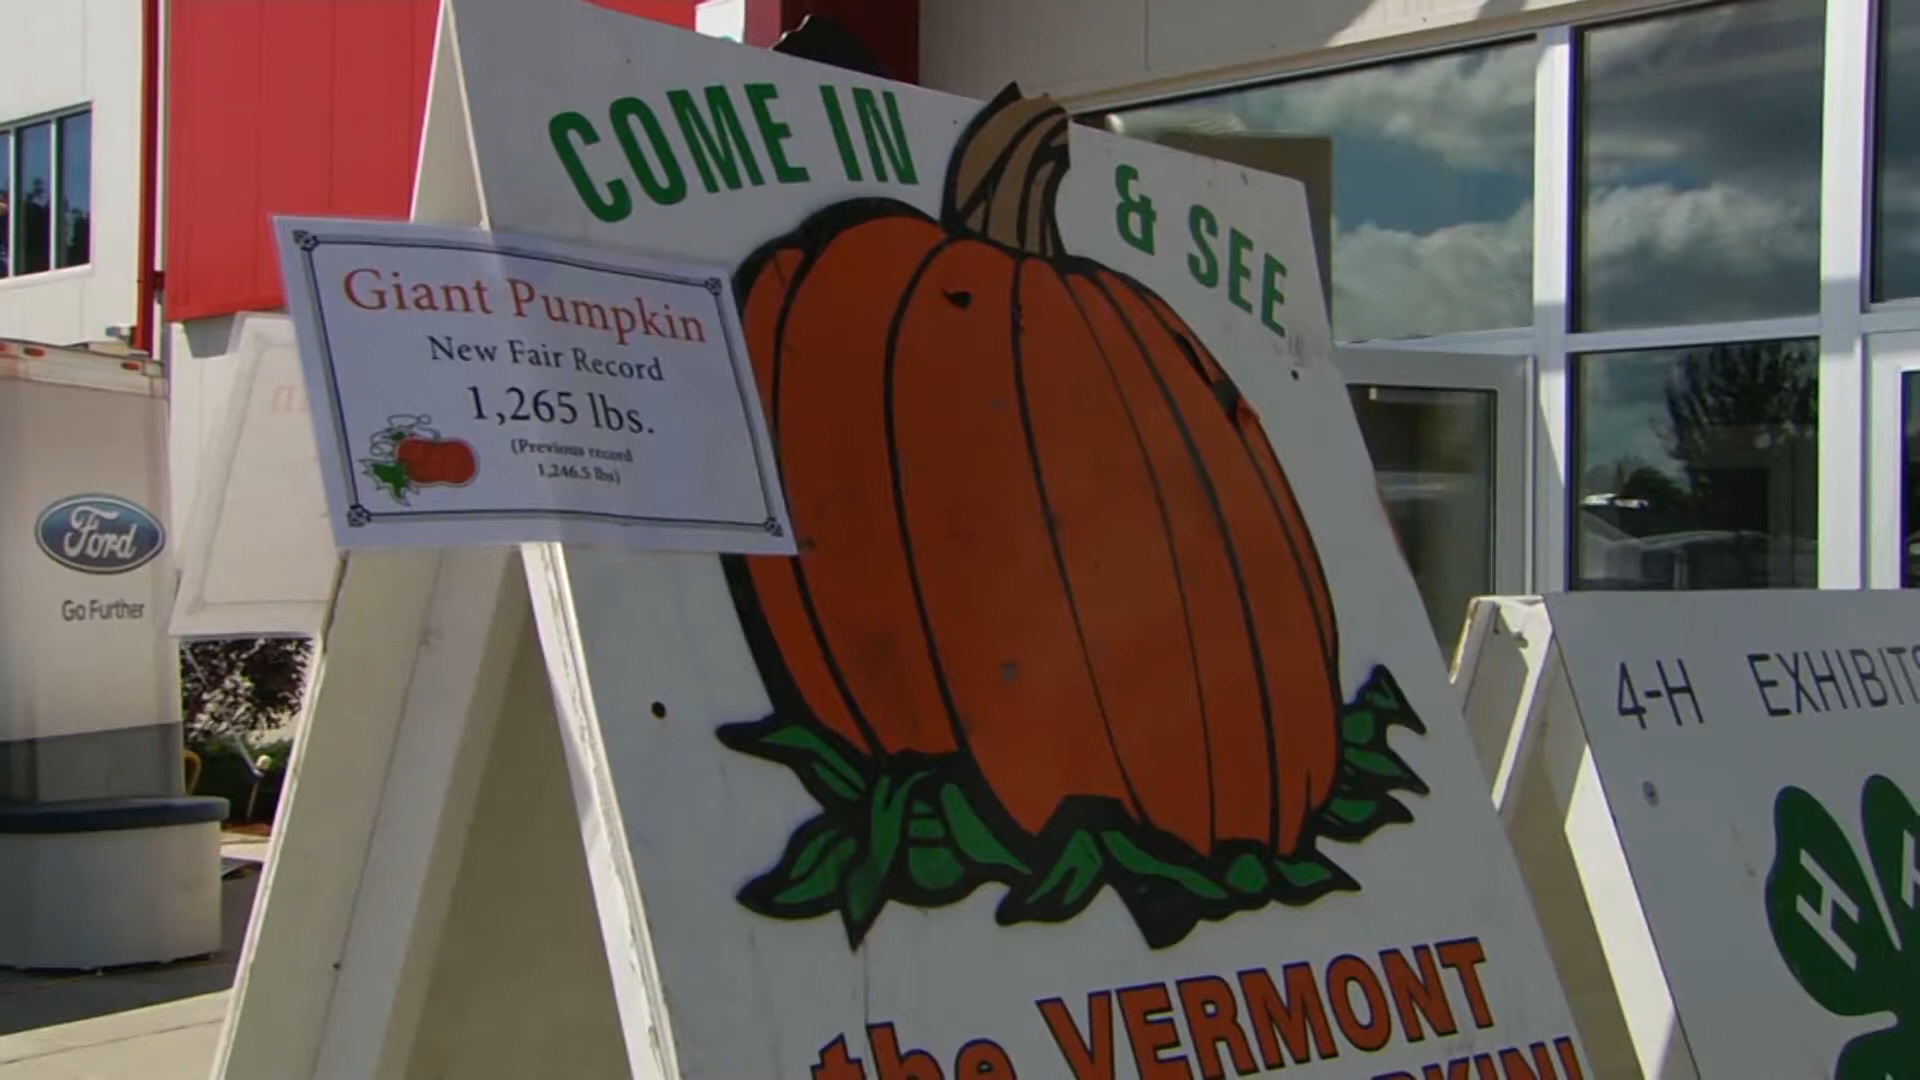 COME IN & SEE
Giant Pumpkin
New Fair Record
1,265 lbs.
(Previous record
1,246.5 lbs)
Ford
Go Further
4-H EXHIBITS
H H
the VERMONT